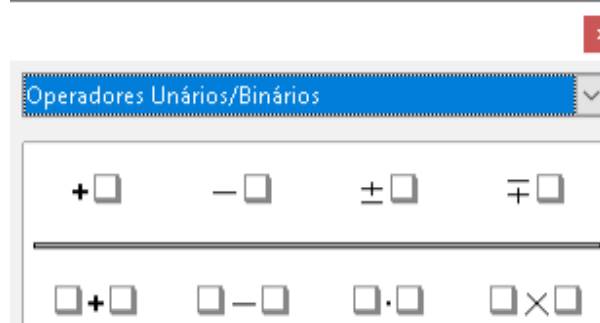 Operadores Unários/Binários
+□ −□ ±□ ∓□
□+□ □−□ □·□ □×□